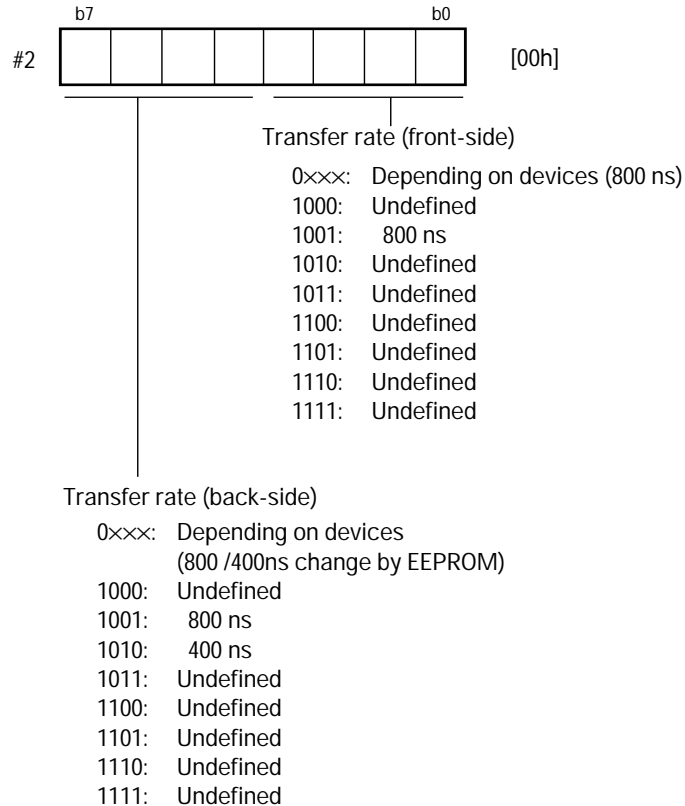 b7 b0
#2 [00h]
Transfer rate (front-side)
0×××: Depending on devices (800 ns)
1000: Undefined
1001: 800 ns
1010: Undefined
1011: Undefined
1100: Undefined
1101: Undefined
1110: Undefined
1111: Undefined
Transfer rate (back-side)
0×××: Depending on devices
(800 /400ns change by EEPROM)
1000: Undefined
1001: 800 ns
1010: 400 ns
1011: Undefined
1100: Undefined
1101: Undefined
1110: Undefined
1111: Undefined